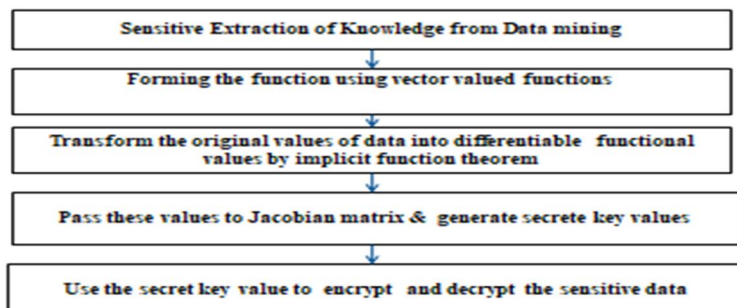 Sensitive Extraction of Knowledge from Data mining
Forming the function using vector valued functions
Transform the original values of data into differentiable functional
values by implicit function theorem
Pass these values to Jacobian matrix & generate secrete key values
Use the secret key value to encrypt and decrypt the sensitive data